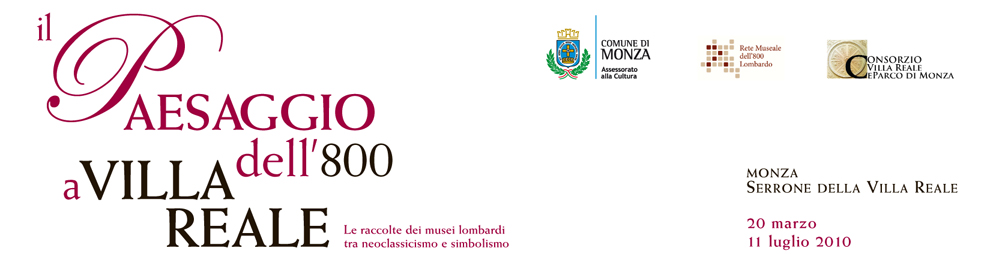 il
PAESAGGIO
dell'800
a VILLA
REALE
Le raccolte dei musei lombardi
tra neoclassicismo e simbolismo
COMUNE DI
MONZA
Assessorato
alla Cultura
Rete Museale
dell'800
Lombardo
CONSORZIO
VILLA REALE
E PARCO DI MONZA
MONZA
SERRONE DELLA VILLA REALE
20 marzo
11 luglio 2010